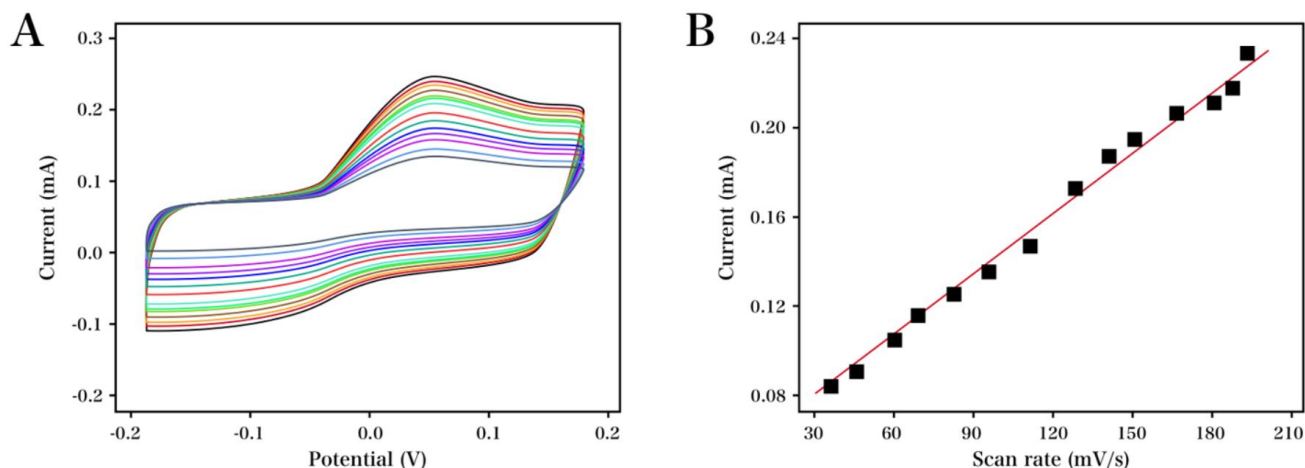 A
0.3
0.2
0.1
0.0
-0.1
-0.2
Current (mA)
-0.2 -0.1 0.0 0.1 0.2
Potential (V)
B
0.24
0.20
0.16
0.12
0.08
Current (mA)
30 60 90 120 150 180 210
Scan rate (mV/s)